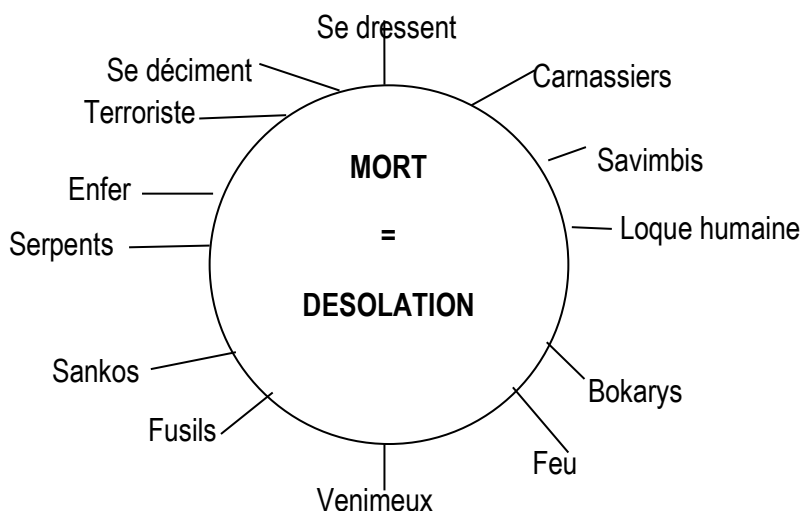 Se dressent
Se déciment
Carnassiers
Terroriste
MORT
Savimbis
Enfer
Loque humaine
=
Serpents
DESOLATION
Sankos
Bokarys
Fusils
Feu
Venimeux